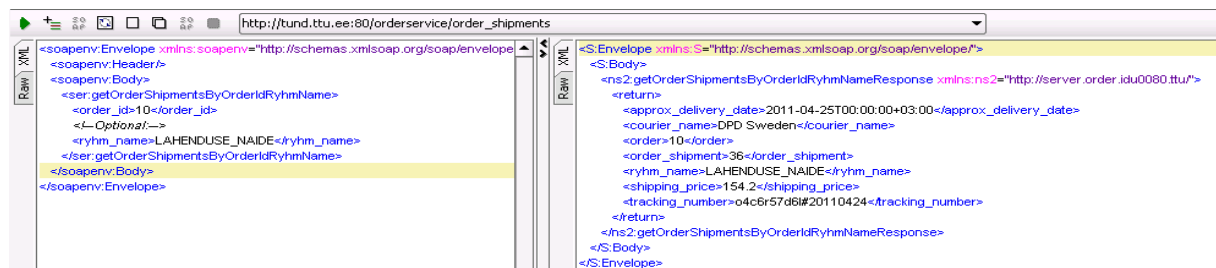 http://tund.ttu.ee:80/orderservice/order_shipments
XML
Raw
<soapenv:Envelope xmlns:soapenv="http://schemas.xmlsoap.org/soap/envelope
<soapenv:Header/>
<soapenv:Body>
<ser:getOrderShipmentsByOrderIdRyhmName>
<order_id>10</order_id>
<!--Optional:-->
<ryhm_name>LAHENDUSE_NAIDE</ryhm_name>
</ser:getOrderShipmentsByOrderIdRyhmName>
</soapenv:Body>
</soapenv:Envelope>
XML
Raw
<S:Envelope xmlns:S="http://schemas.xmlsoap.org/soap/envelope/">
<S:Body>
<ns2:getOrderShipmentsByOrderIdRyhmNameResponse xmlns:ns2="http://server.order.idu0080.ttu/">
<return>
<approx_delivery_date>2011-04-25T00:00:00+03:00</approx_delivery_date>
<courier_name>DPD Sweden</courier_name>
<order>10</order>
<order_shipment>36</order_shipment>
<ryhm_name>LAHENDUSE_NAIDE</ryhm_name>
<shipping_price>154.2</shipping_price>
<tracking_number>o4c6r57d6l#20110424</tracking_number>
</return>
</ns2:getOrderShipmentsByOrderIdRyhmNameResponse>
</S:Body>
</S:Envelope>